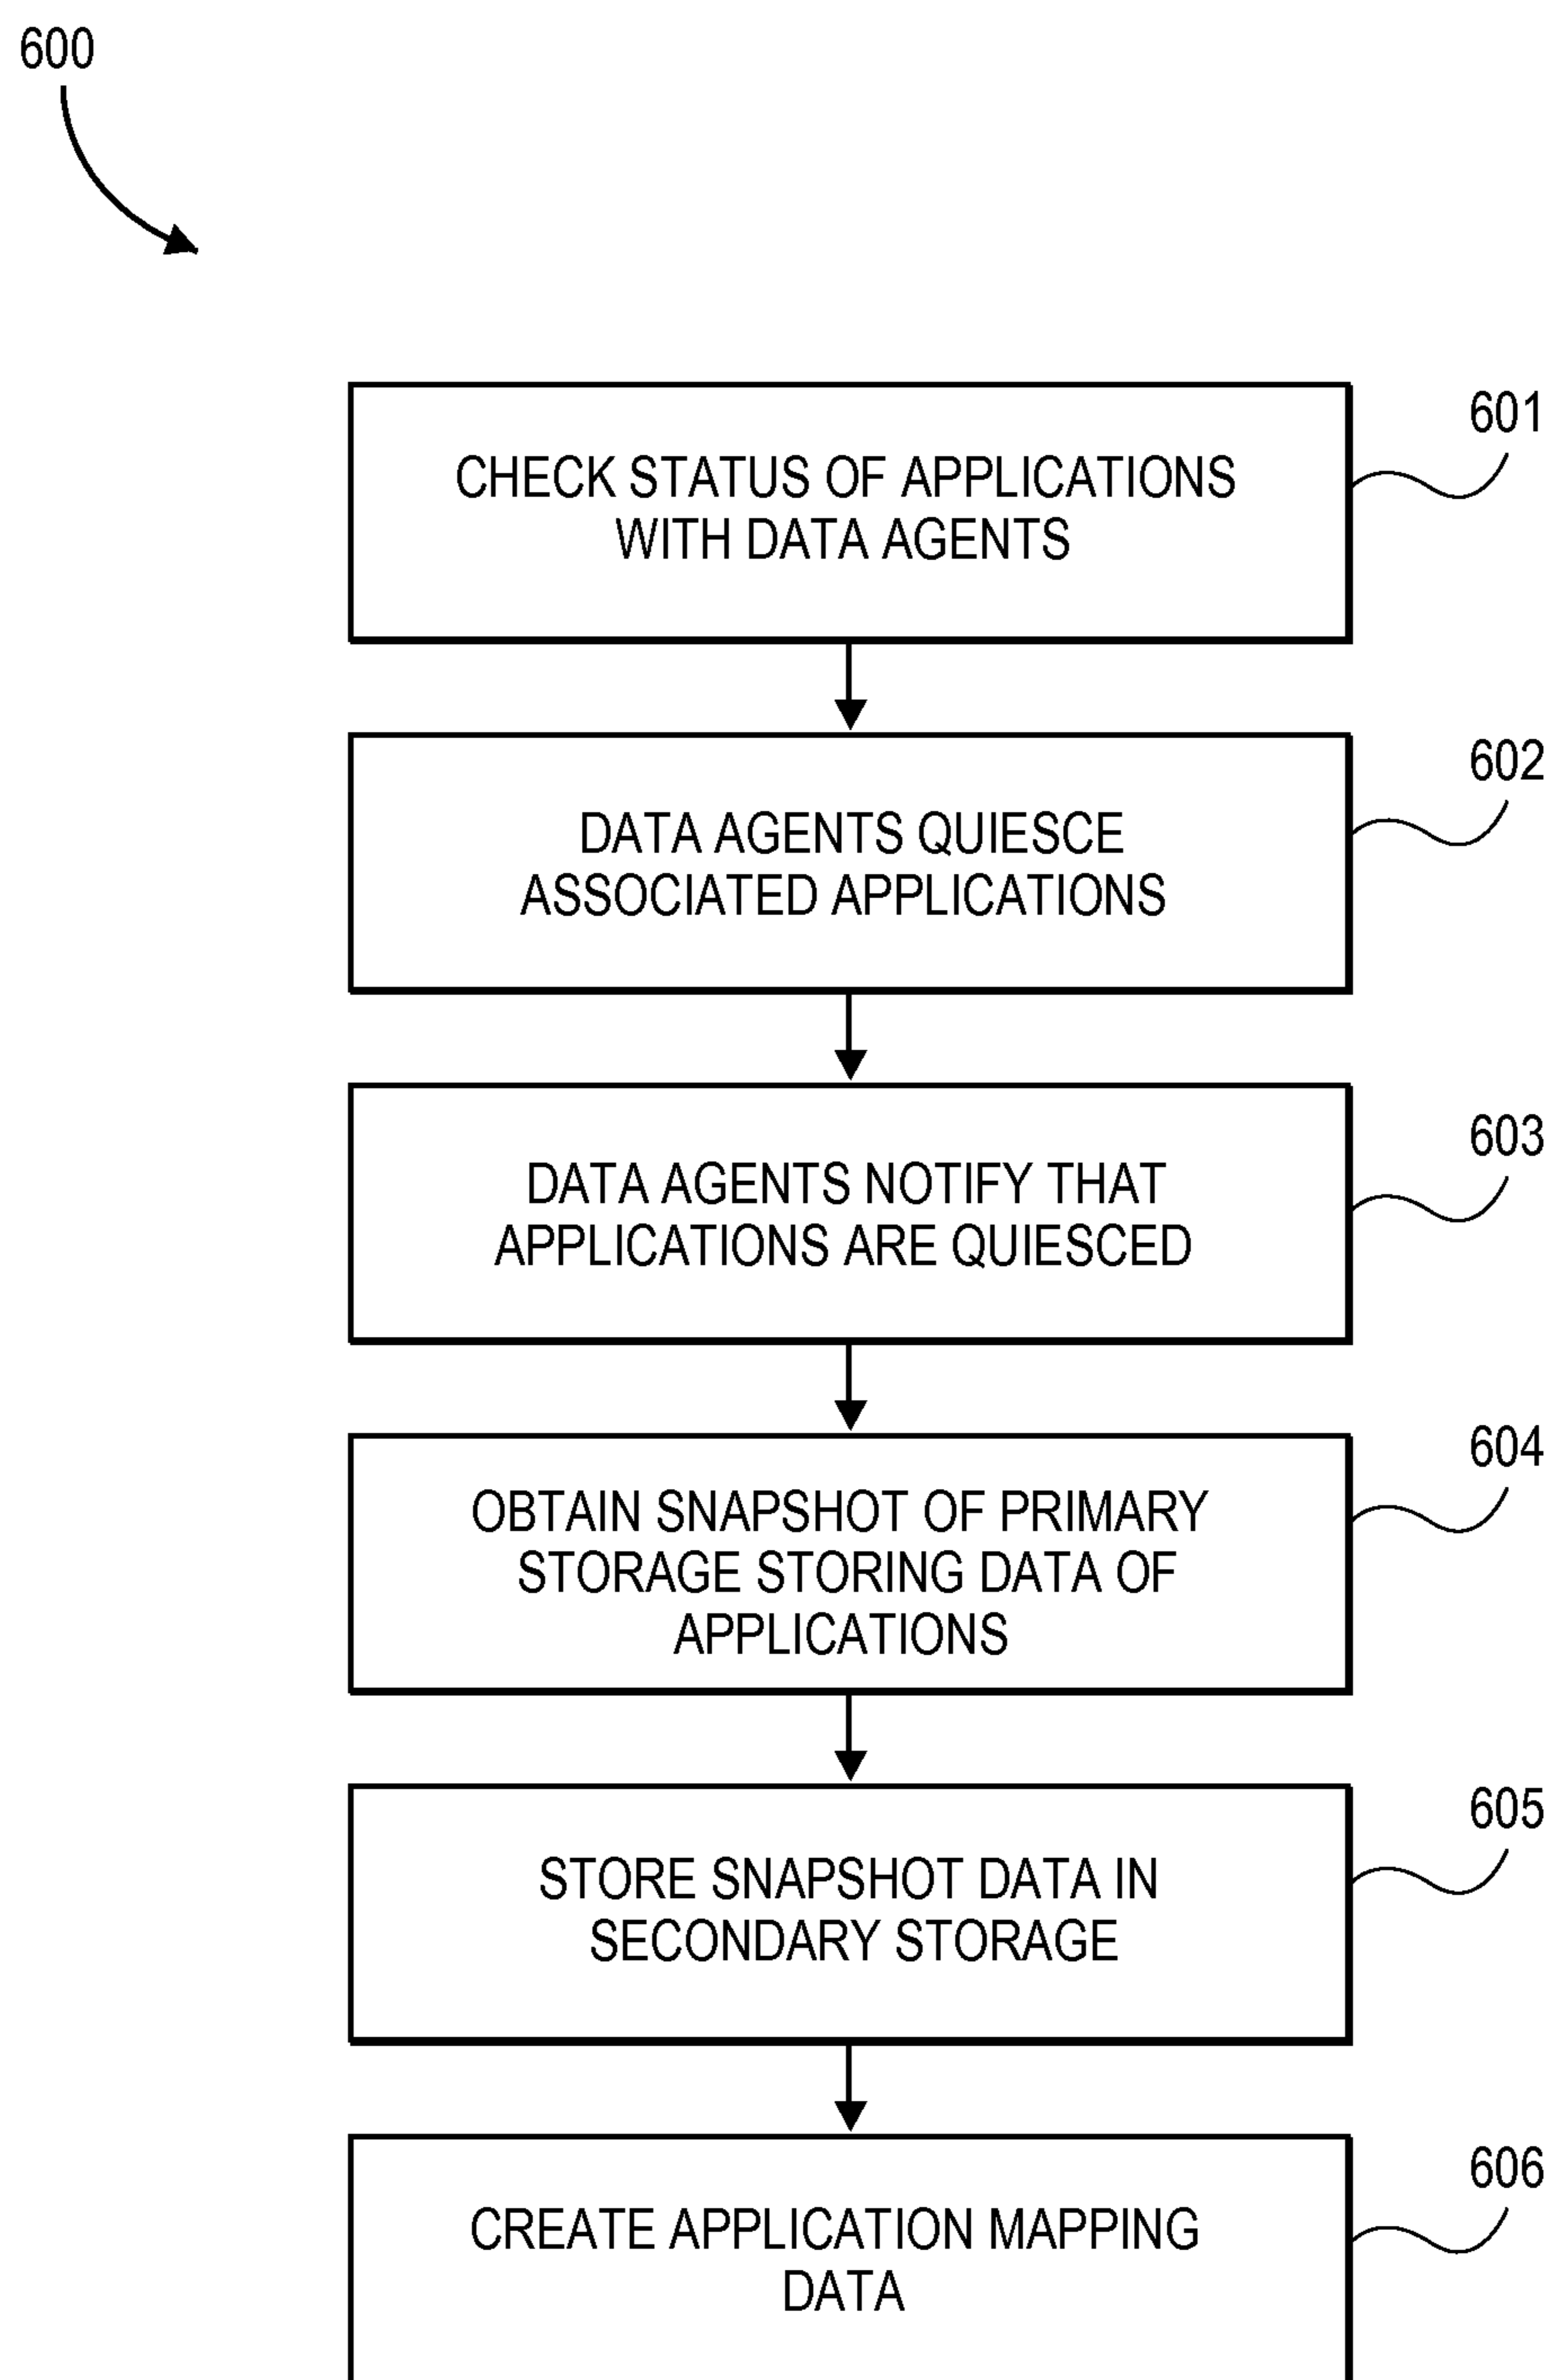 600
601
CHECK STATUS OF APPLICATIONS
WITH DATA AGENTS
602
DATA AGENTS QUIESCE
ASSOCIATED APPLICATIONS
603
DATA AGENTS NOTIFY THAT
APPLICATIONS ARE QUIESCED
604
OBTAIN SNAPSHOT OF PRIMARY
STORAGE STORING DATA OF
APPLICATIONS
605
STORE SNAPSHOT DATA IN
SECONDARY STORAGE
606
CREATE APPLICATION MAPPING
DATA